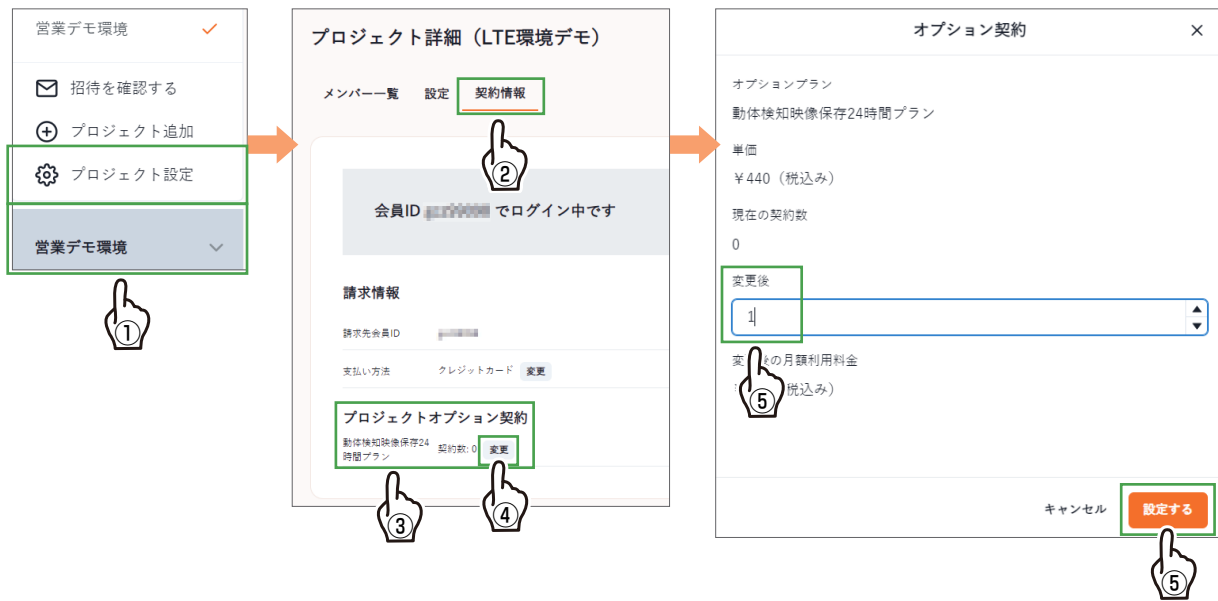 営業デモ環境
招待を確認する
プロジェクト追加
プロジェクト設定
営業デモ環境
①
プロジェクト詳細（LTE環境デモ）
メンバー一覧 設定 契約情報
②
会員ID でログイン中です
請求情報
請求先会員ID
支払い方法 クレジットカード 変更
プロジェクトオプション契約
動体検知映像保存24
時間プラン
契約数: 0 変更
③
④
オプション契約
オプションプラン
動体検知映像保存24時間プラン
単価
￥440（税込み）
現在の契約数
0
変更後
1
変 後の月額利用料金
税込み）
⑤
キャンセル 設定する
⑤